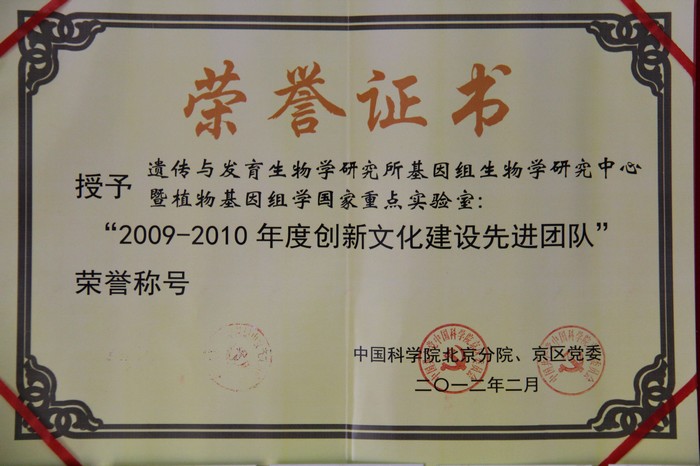 荣誉证书
授予 遗传与发育生物学研究所基因组生物学研究中心
暨植物基因组学国家重点实验室：
“2009-2010 年度创新文化建设先进团队”
荣誉称号
中国科学院北京分院、京区党委
二〇一二年二月